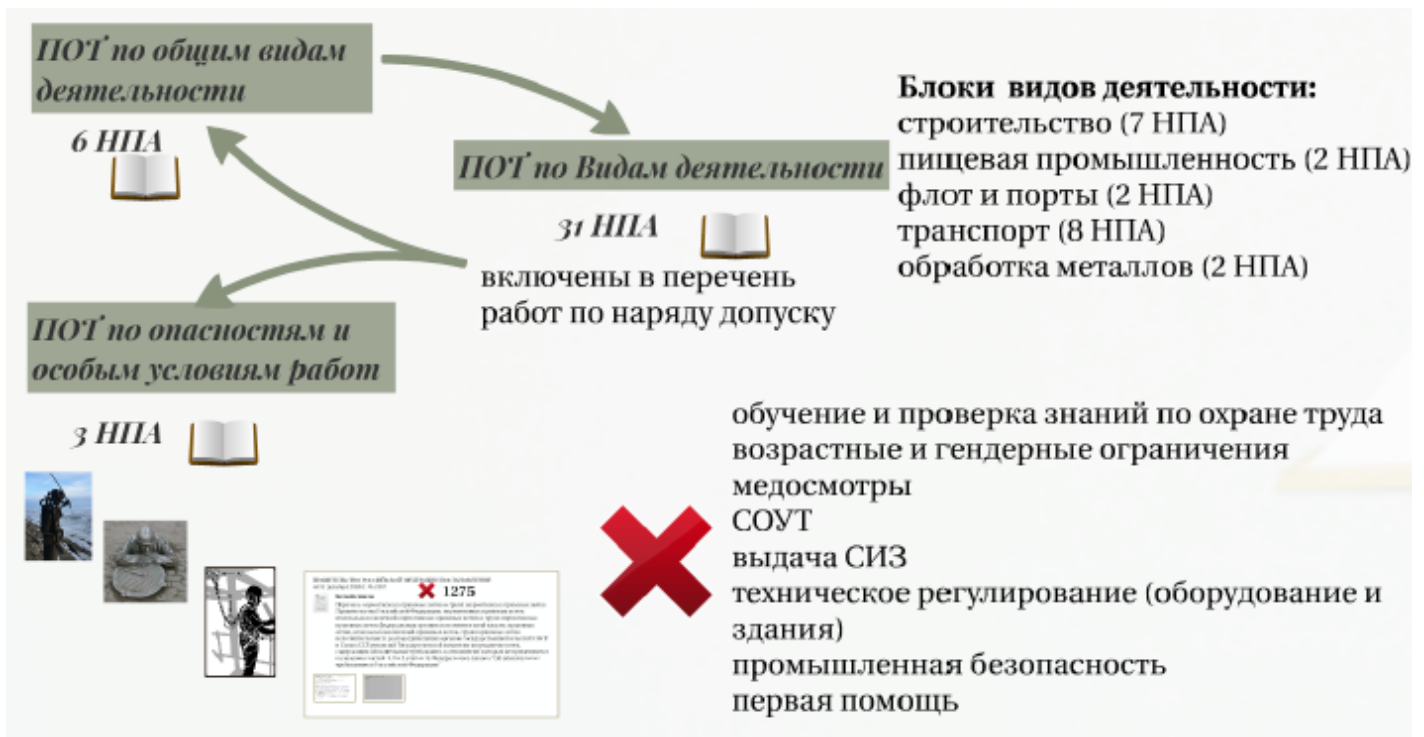 ПОТ по общим видам
деятельности
6 НПА
ПОТ по Видам деятельности
31 НПА
включены в перечень
работ по наряду допуску
ПОТ по опасностям и
особым условиям работ
3 НПА
Блоки видов деятельности:
строительство (7 НПА)
пищевая промышленность (2 НПА)
флот и порты (2 НПА)
транспорт (8 НПА)
обработка металлов (2 НПА)
1275
обучение и проверка знаний по охране труда
возрастные и гендерные ограничения
медосмотры
СОУТ
выдача СИЗ
техническое регулирование (оборудование и
здания)
промышленная безопасность
первая помощь